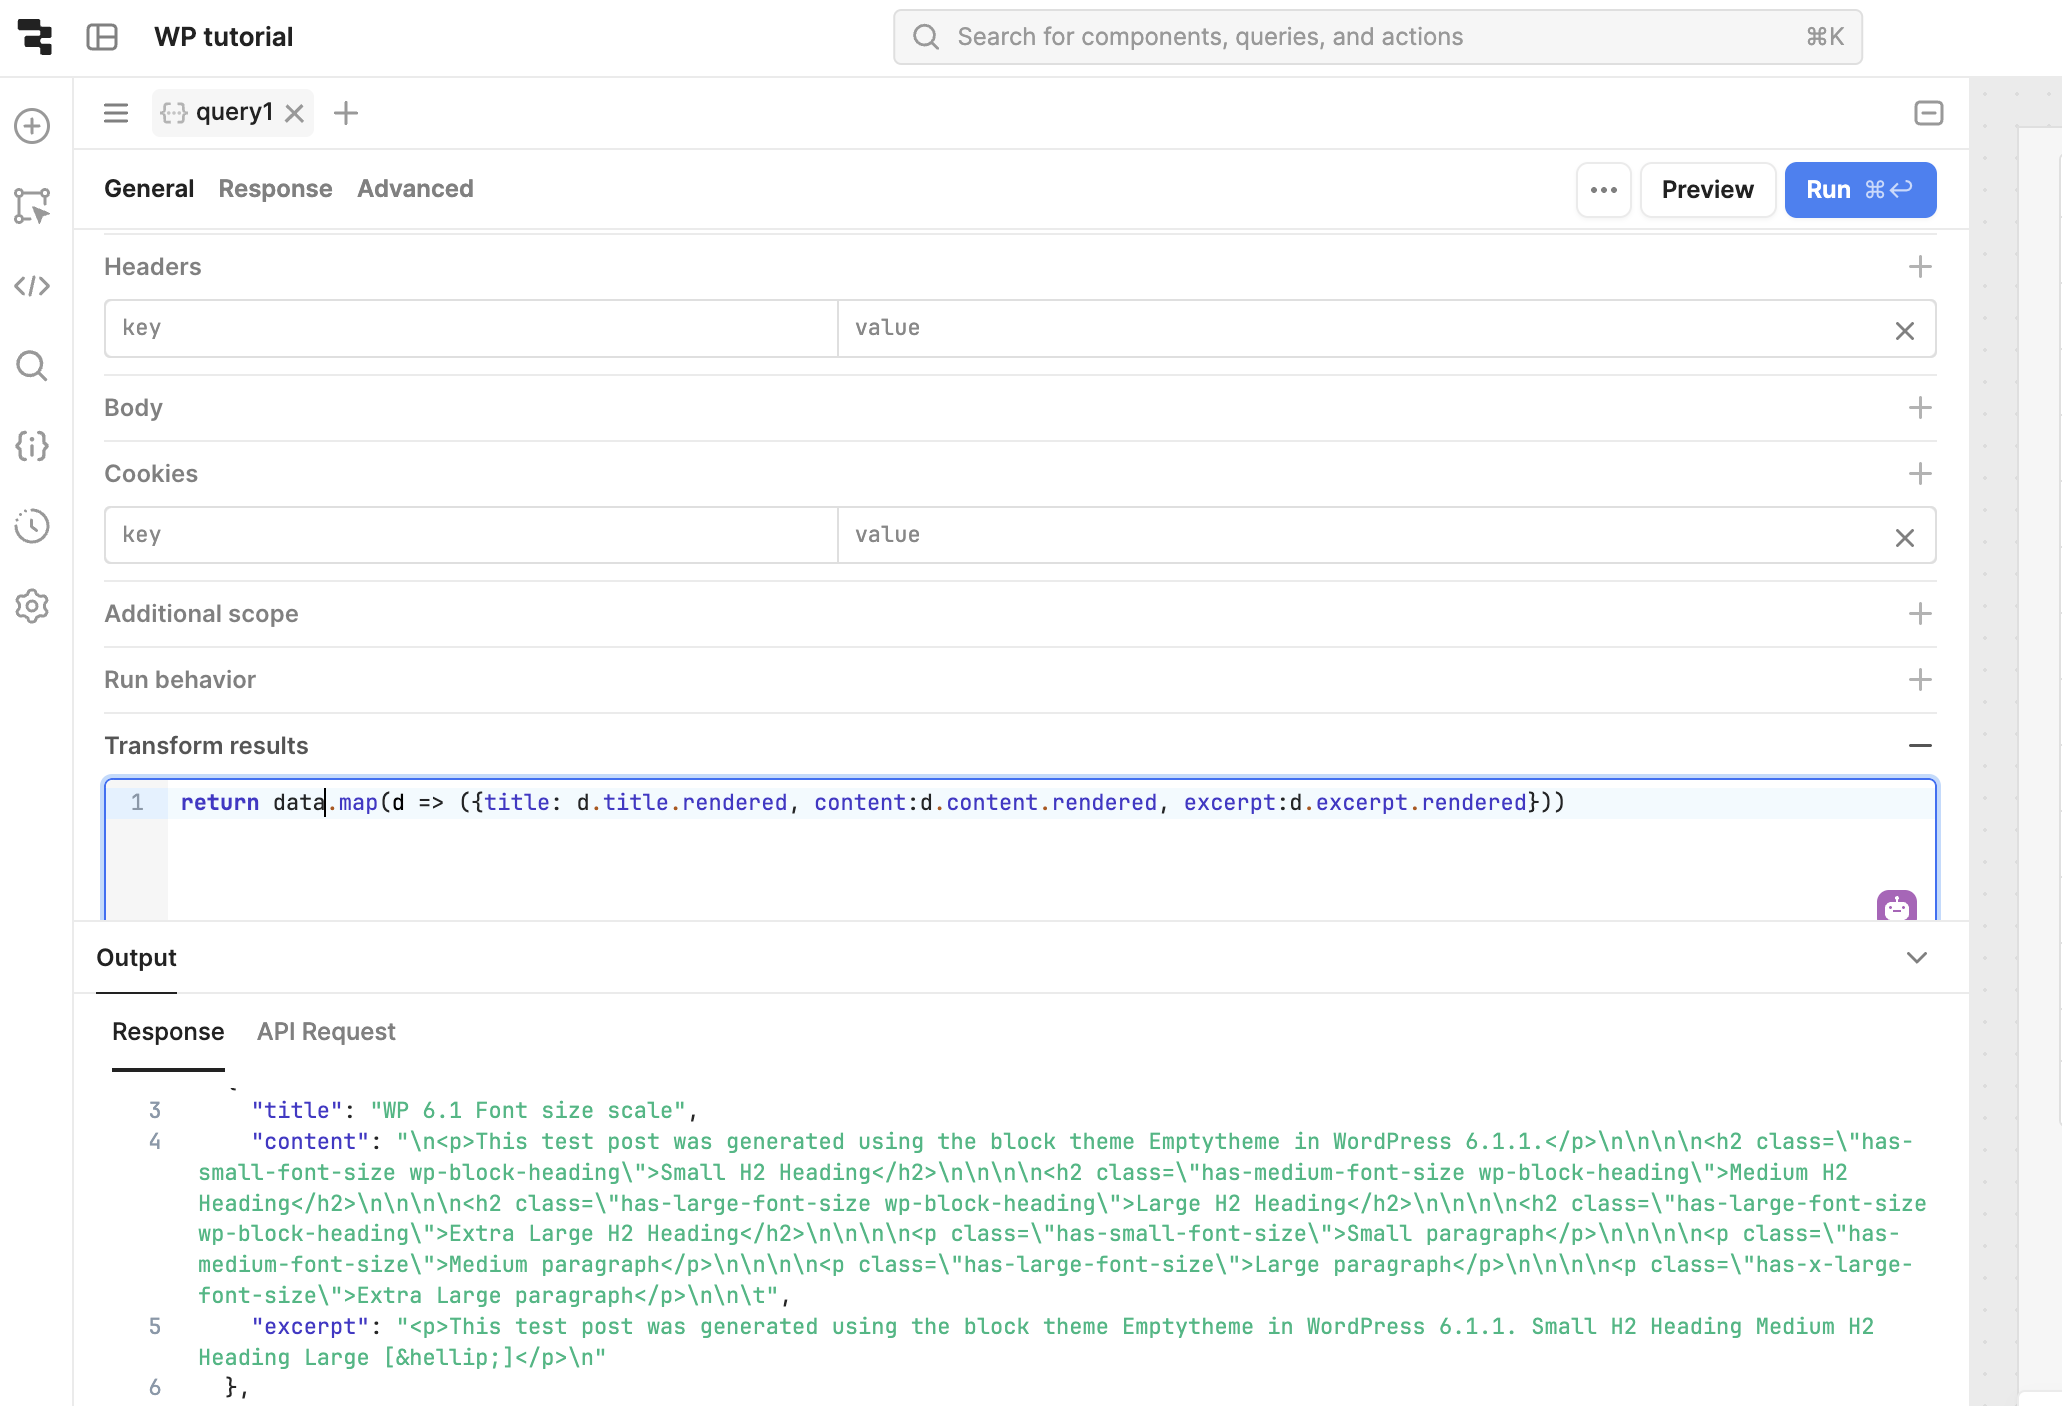 WP tutorial
Search for components, queries, and actions
⌘K
query1
General Response Advanced
Preview
Run ⌘↩
Headers
key
value
Body
Cookies
key
value
Additional scope
Run behavior
Transform results
1 return data.map(d => ({title: d.title.rendered, content:d.content.rendered, excerpt:d.excerpt.rendered}))
Output
Response API Request
3 "title": "WP 6.1 Font size scale",
4 "content": "\n<p>This test post was generated using the block theme Emptytheme in WordPress 6.1.1.</p>\n\n\n\n<h2 class=\"has-
small-font-size wp-block-heading\">Small H2 Heading</h2>\n\n\n\n<h2 class=\"has-medium-font-size wp-block-heading\">Medium H2
Heading</h2>\n\n\n\n<h2 class=\"has-large-font-size wp-block-heading\">Large H2 Heading</h2>\n\n\n\n<h2 class=\"has-large-font-size
wp-block-heading\">Extra Large H2 Heading</h2>\n\n\n\n<p class=\"has-small-font-size\">Small paragraph</p>\n\n\n\n<p class=\"has-
medium-font-size\">Medium paragraph</p>\n\n\n\n<p class=\"has-large-font-size\">Large paragraph</p>\n\n\n\n<p class=\"has-x-large-
font-size\">Extra Large paragraph</p>\n\n\t",
5 "excerpt": "<p>This test post was generated using the block theme Emptytheme in WordPress 6.1.1. Small H2 Heading Medium H2
Heading Large [&hellip;]</p>\n"
6 },